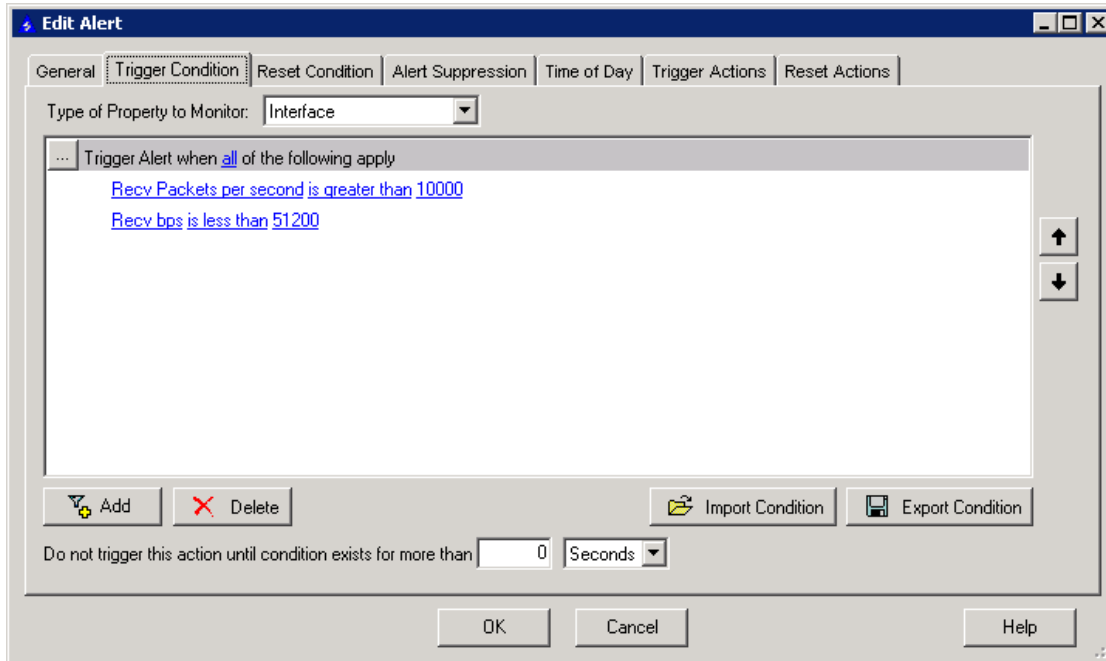 Edit Alert
General Trigger Condition Reset Condition Alert Suppression Time of Day Trigger Actions Reset Actions
Type of Property to Monitor: Interface
... Trigger Alert when all of the following apply
Recv Packets per second is greater than 10000
Recv bps is less than 51200
Add Delete Import Condition Export Condition
Do not trigger this action until condition exists for more than 0 Seconds
OK Cancel Help